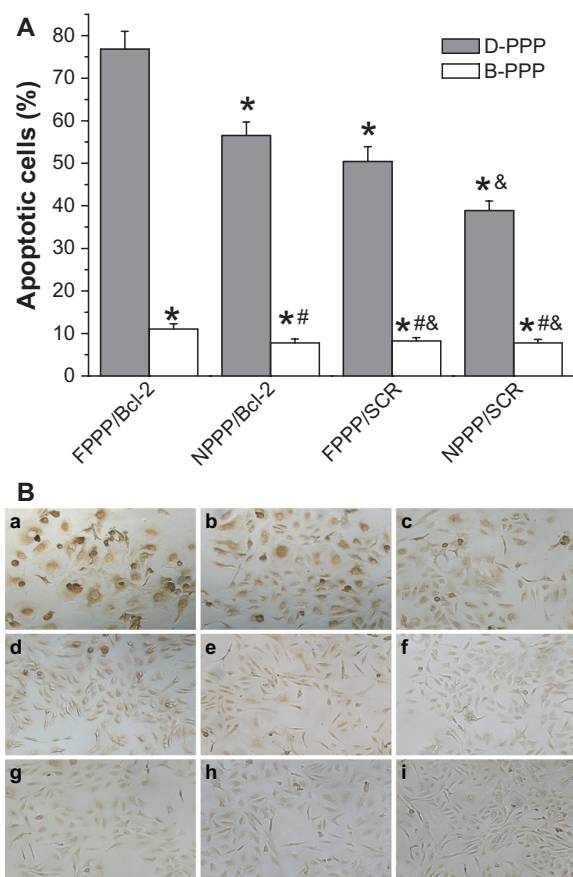 A
Apoptotic cells (%)
80
70
60
50
40
30
20
10
0
D-PPP
B-PPP
*
*
*
*&
*
*#
*#&
*#&
FPPP/Bcl-2
NPPP/Bcl-2
FPPP/SCR
NPPP/SCR
B
a
b
c
d
e
f
g
h
i